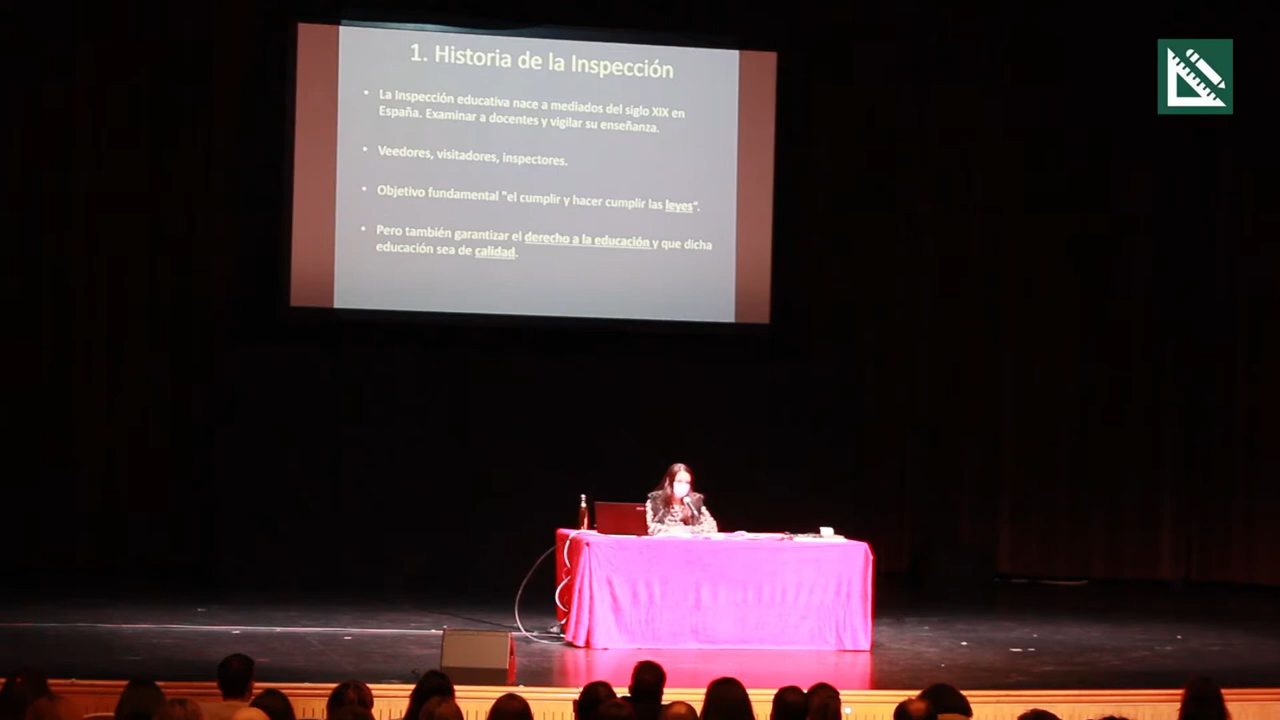 1. Historia de la Inspección
• La Inspección educativa nace a mediados del siglo XIX en
España. Examinar a docentes y vigilar su enseñanza.
• Veedores, visitadores, inspectores.
• Objetivo fundamental "el cumplir y hacer cumplir las leyes".
• Pero también garantizar el derecho a la educación y que dicha
educación sea de calidad.